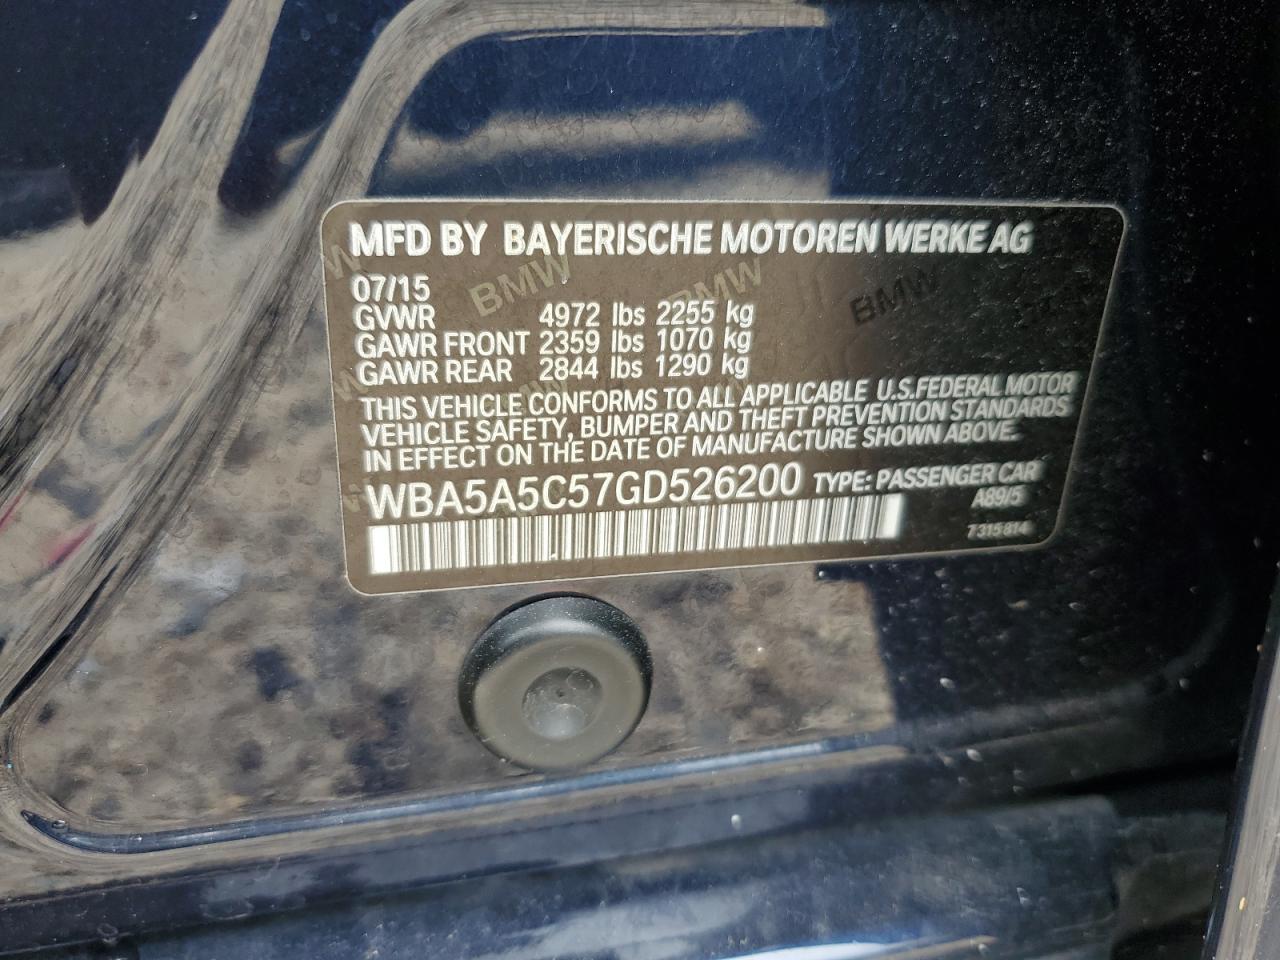 MFD BY BAYERISCHE MOTOREN WERKE AG
07/15
GVWR 4972 lbs 2255 kg
GAWR FRONT 2359 lbs 1070 kg
GAWR REAR 2844 lbs 1290 kg
THIS VEHICLE CONFORMS TO ALL APPLICABLE U.S.FEDERAL MOTOR
VEHICLE SAFETY, BUMPER AND THEFT PREVENTION STANDARDS
IN EFFECT ON THE DATE OF MANUFACTURE SHOWN ABOVE.
WBA5A5C57GD526200 TYPE: PASSENGER CAR
A89/5
7 315 814
BMW BMW BMW